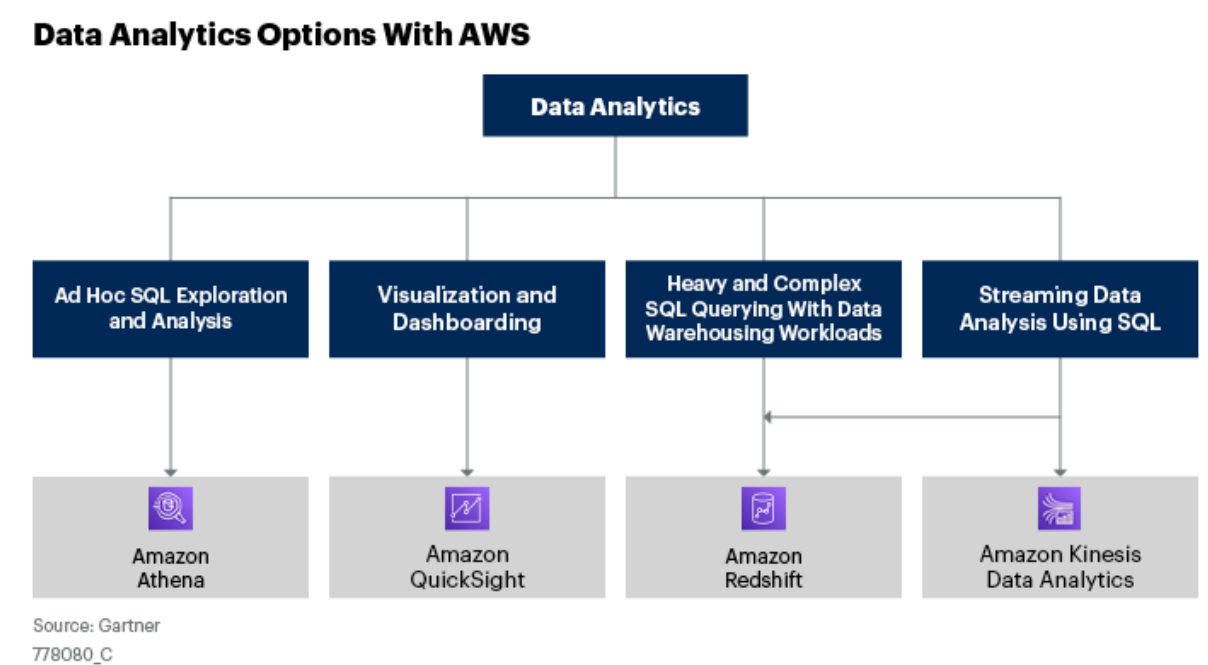 Data Analytics Options With AWS
Data Analytics
Ad Hoc SQL Exploration
and Analysis
Visualization and
Dashboarding
Heavy and Complex
SQL Querying With Data
Warehousing Workloads
Streaming Data
Analysis Using SQL
Amazon
Athena
Amazon
QuickSight
Amazon
Redshift
Amazon Kinesis
Data Analytics
Source: Gartner
778080_C